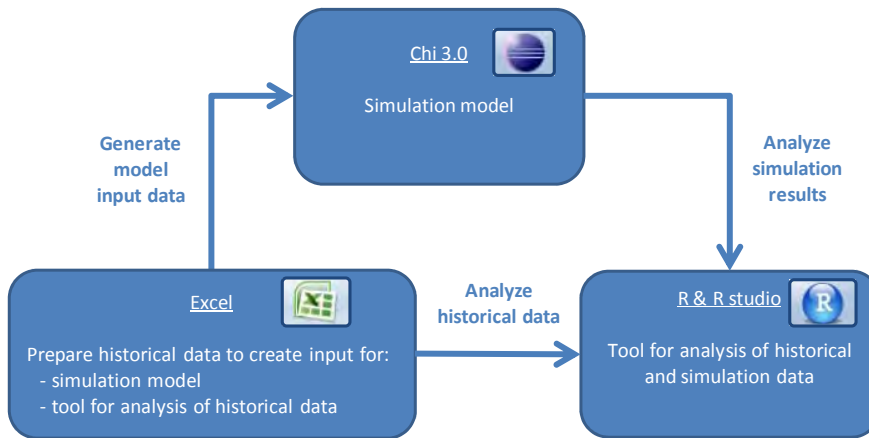 Chi 3.0
Simulation model
Generate
model
input data
Analyze
simulation
results
Excel
Prepare historical data to create input for:
- simulation model
- tool for analysis of historical data
Analyze
historical data
R & R studio
R
Tool for analysis of historical
and simulation data